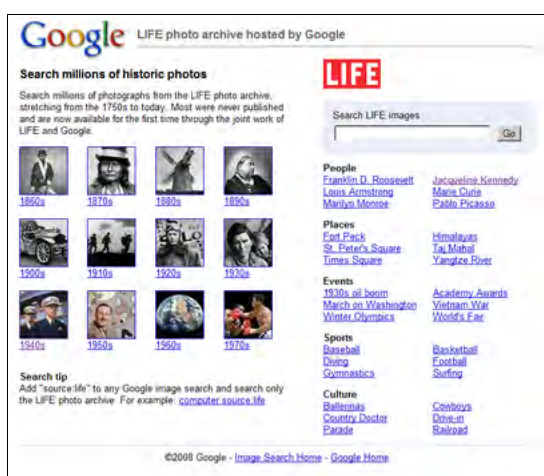 Google LIFE photo archive hosted by Google
Search millions of historic photos
Search millions of photographs from the LIFE photo archive,
stretching from the 1750s to today. Most were never published
and are now available for the first time through the joint work of
LIFE and Google.
1860s 1870s 1880s 1890s
1900s 1910s 1920s 1930s
1940s 1950s 1960s 1970s
Search tip
Add "source:life" to any Google image search and search only
the LIFE photo archive. For example: computer source:life
LIFE
Search LIFE images
Go
People
Franklin D. Roosevelt Jacqueline Kennedy
Louis Armstrong Marie Curie
Marilyn Monroe Pablo Picasso
Places
Fort Peck Himalayas
St. Peter's Square Taj Mahal
Times Square Yangtze River
Events
1930s oil boom Academy Awards
March on Washington Vietnam War
Winter Olympics World's Fair
Sports
Baseball Basketball
Diving Football
Gymnastics Surfing
Culture
Ballerinas Cowboys
Country Doctor Drive-in
Parade Railroad
©2008 Google - Image Search Home - Google Home